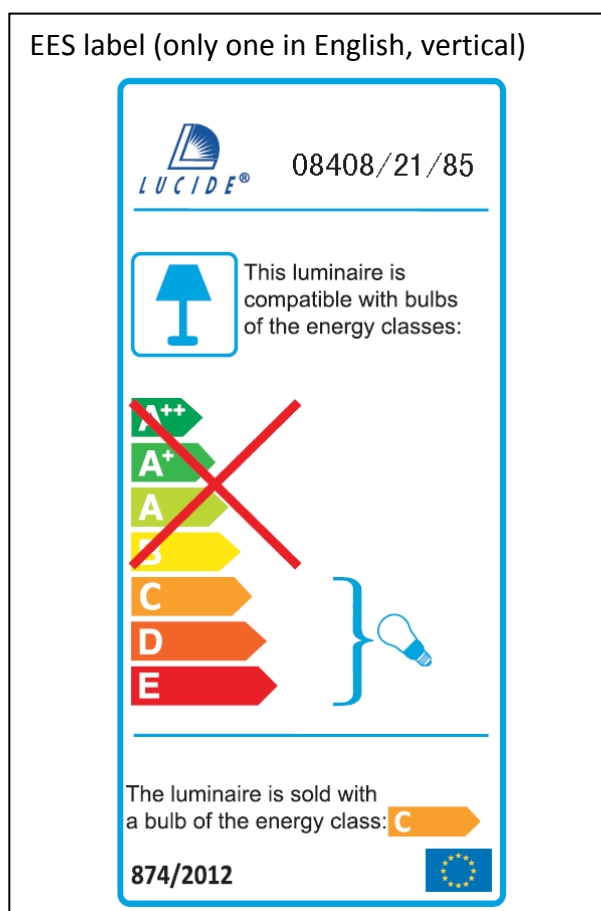 EES label (only one in English, vertical)
LUCIDE®
08408/21/85
This luminaire is
compatible with bulbs
of the energy classes:
A++
A+
A
B
C
D
E
The luminaire is sold with
a bulb of the energy class: C
874/2012